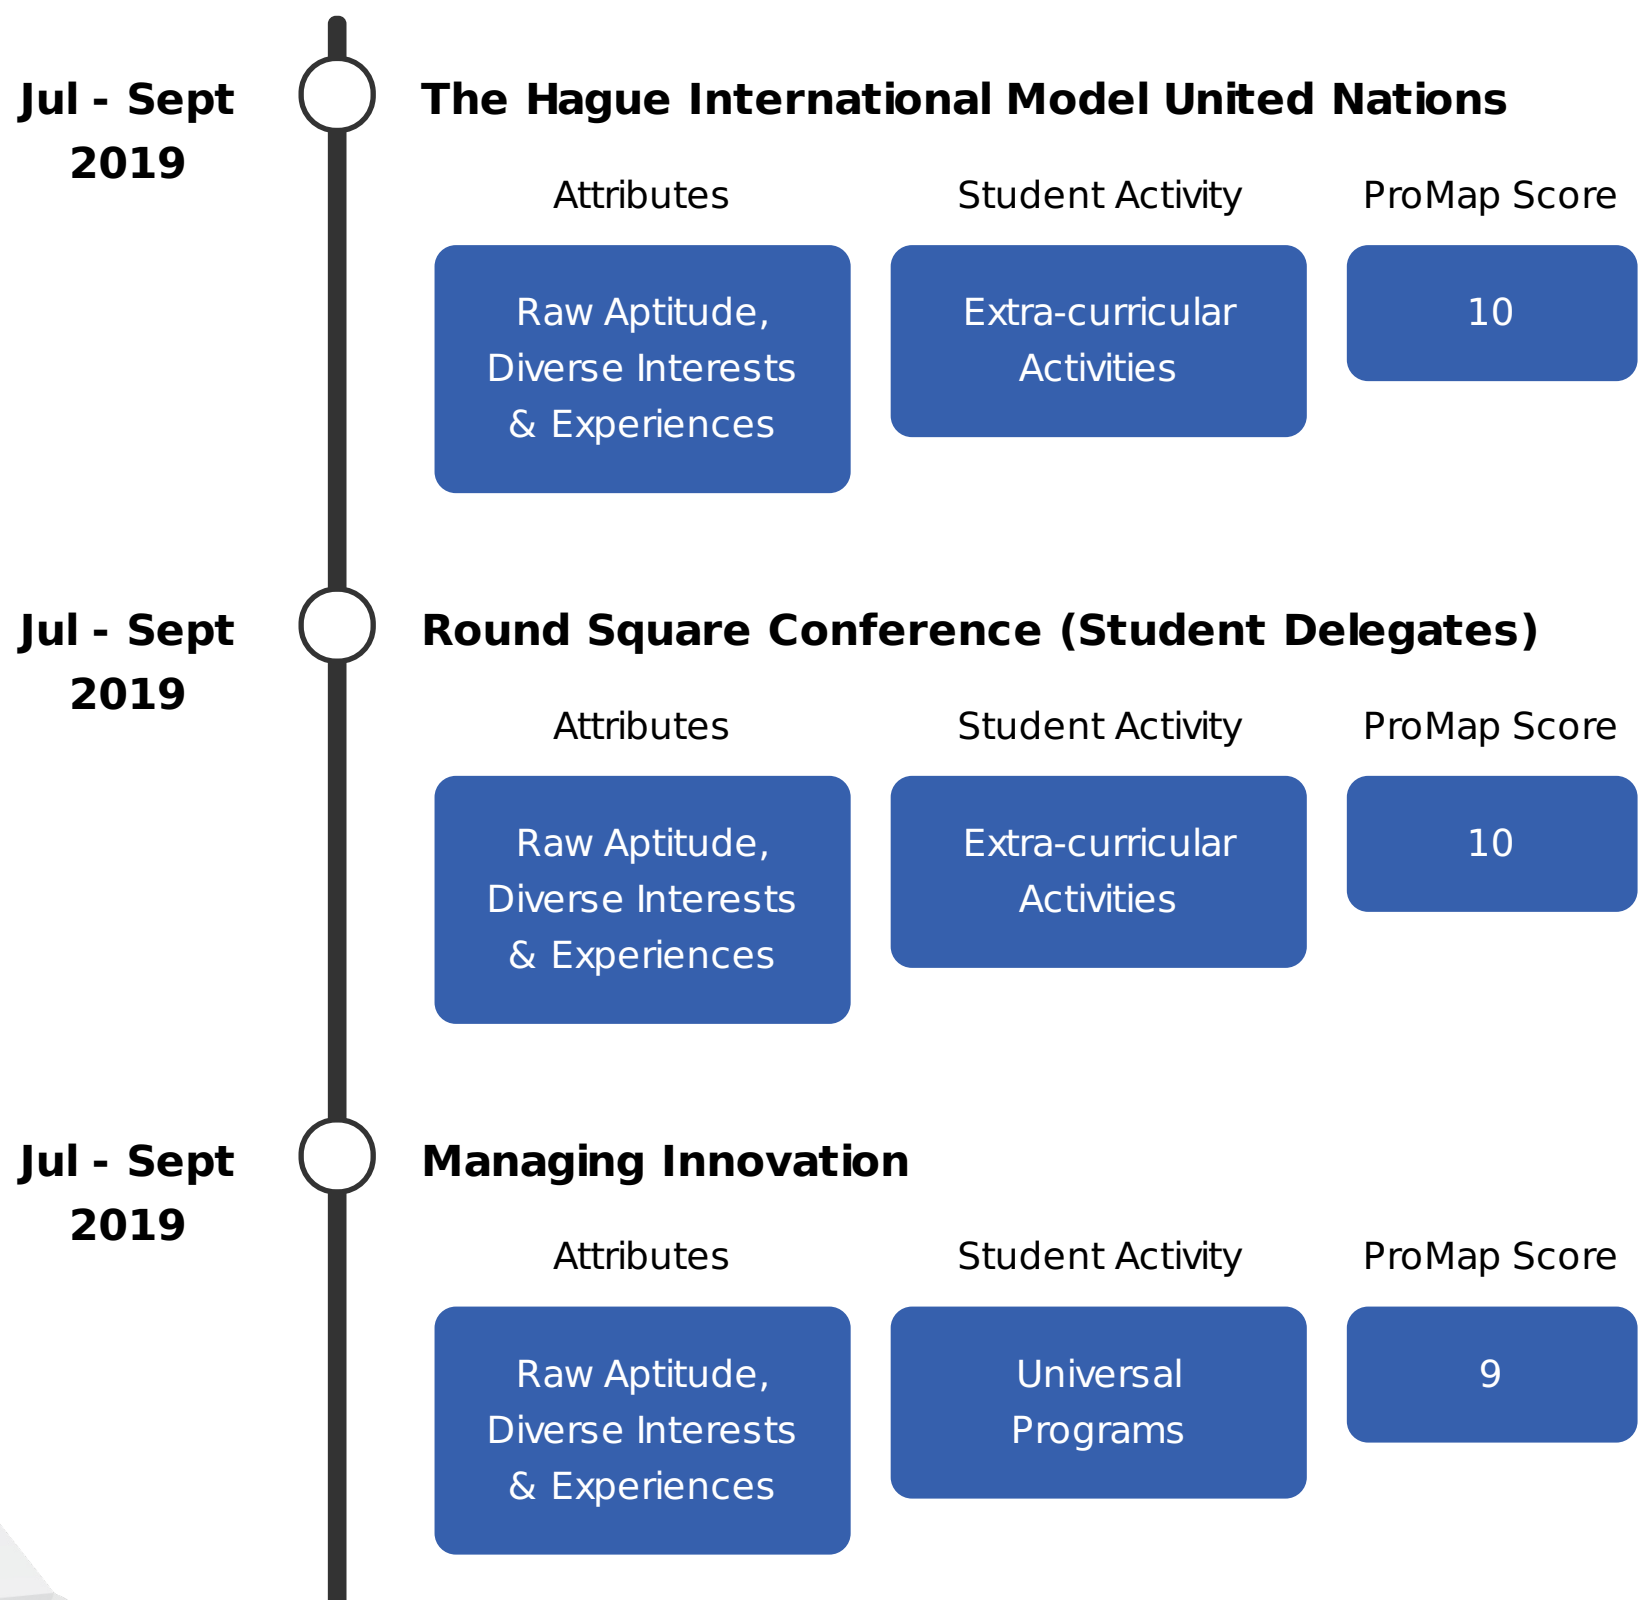 Jul - Sept
2019
The Hague International Model United Nations
Attributes
Student Activity
ProMap Score
Raw Aptitude,
Diverse Interests
& Experiences
Extra-curricular
Activities
10
Jul - Sept
2019
Round Square Conference (Student Delegates)
Attributes
Student Activity
ProMap Score
Raw Aptitude,
Diverse Interests
& Experiences
Extra-curricular
Activities
10
Jul - Sept
2019
Managing Innovation
Attributes
Student Activity
ProMap Score
Raw Aptitude,
Diverse Interests
& Experiences
Universal
Programs
9